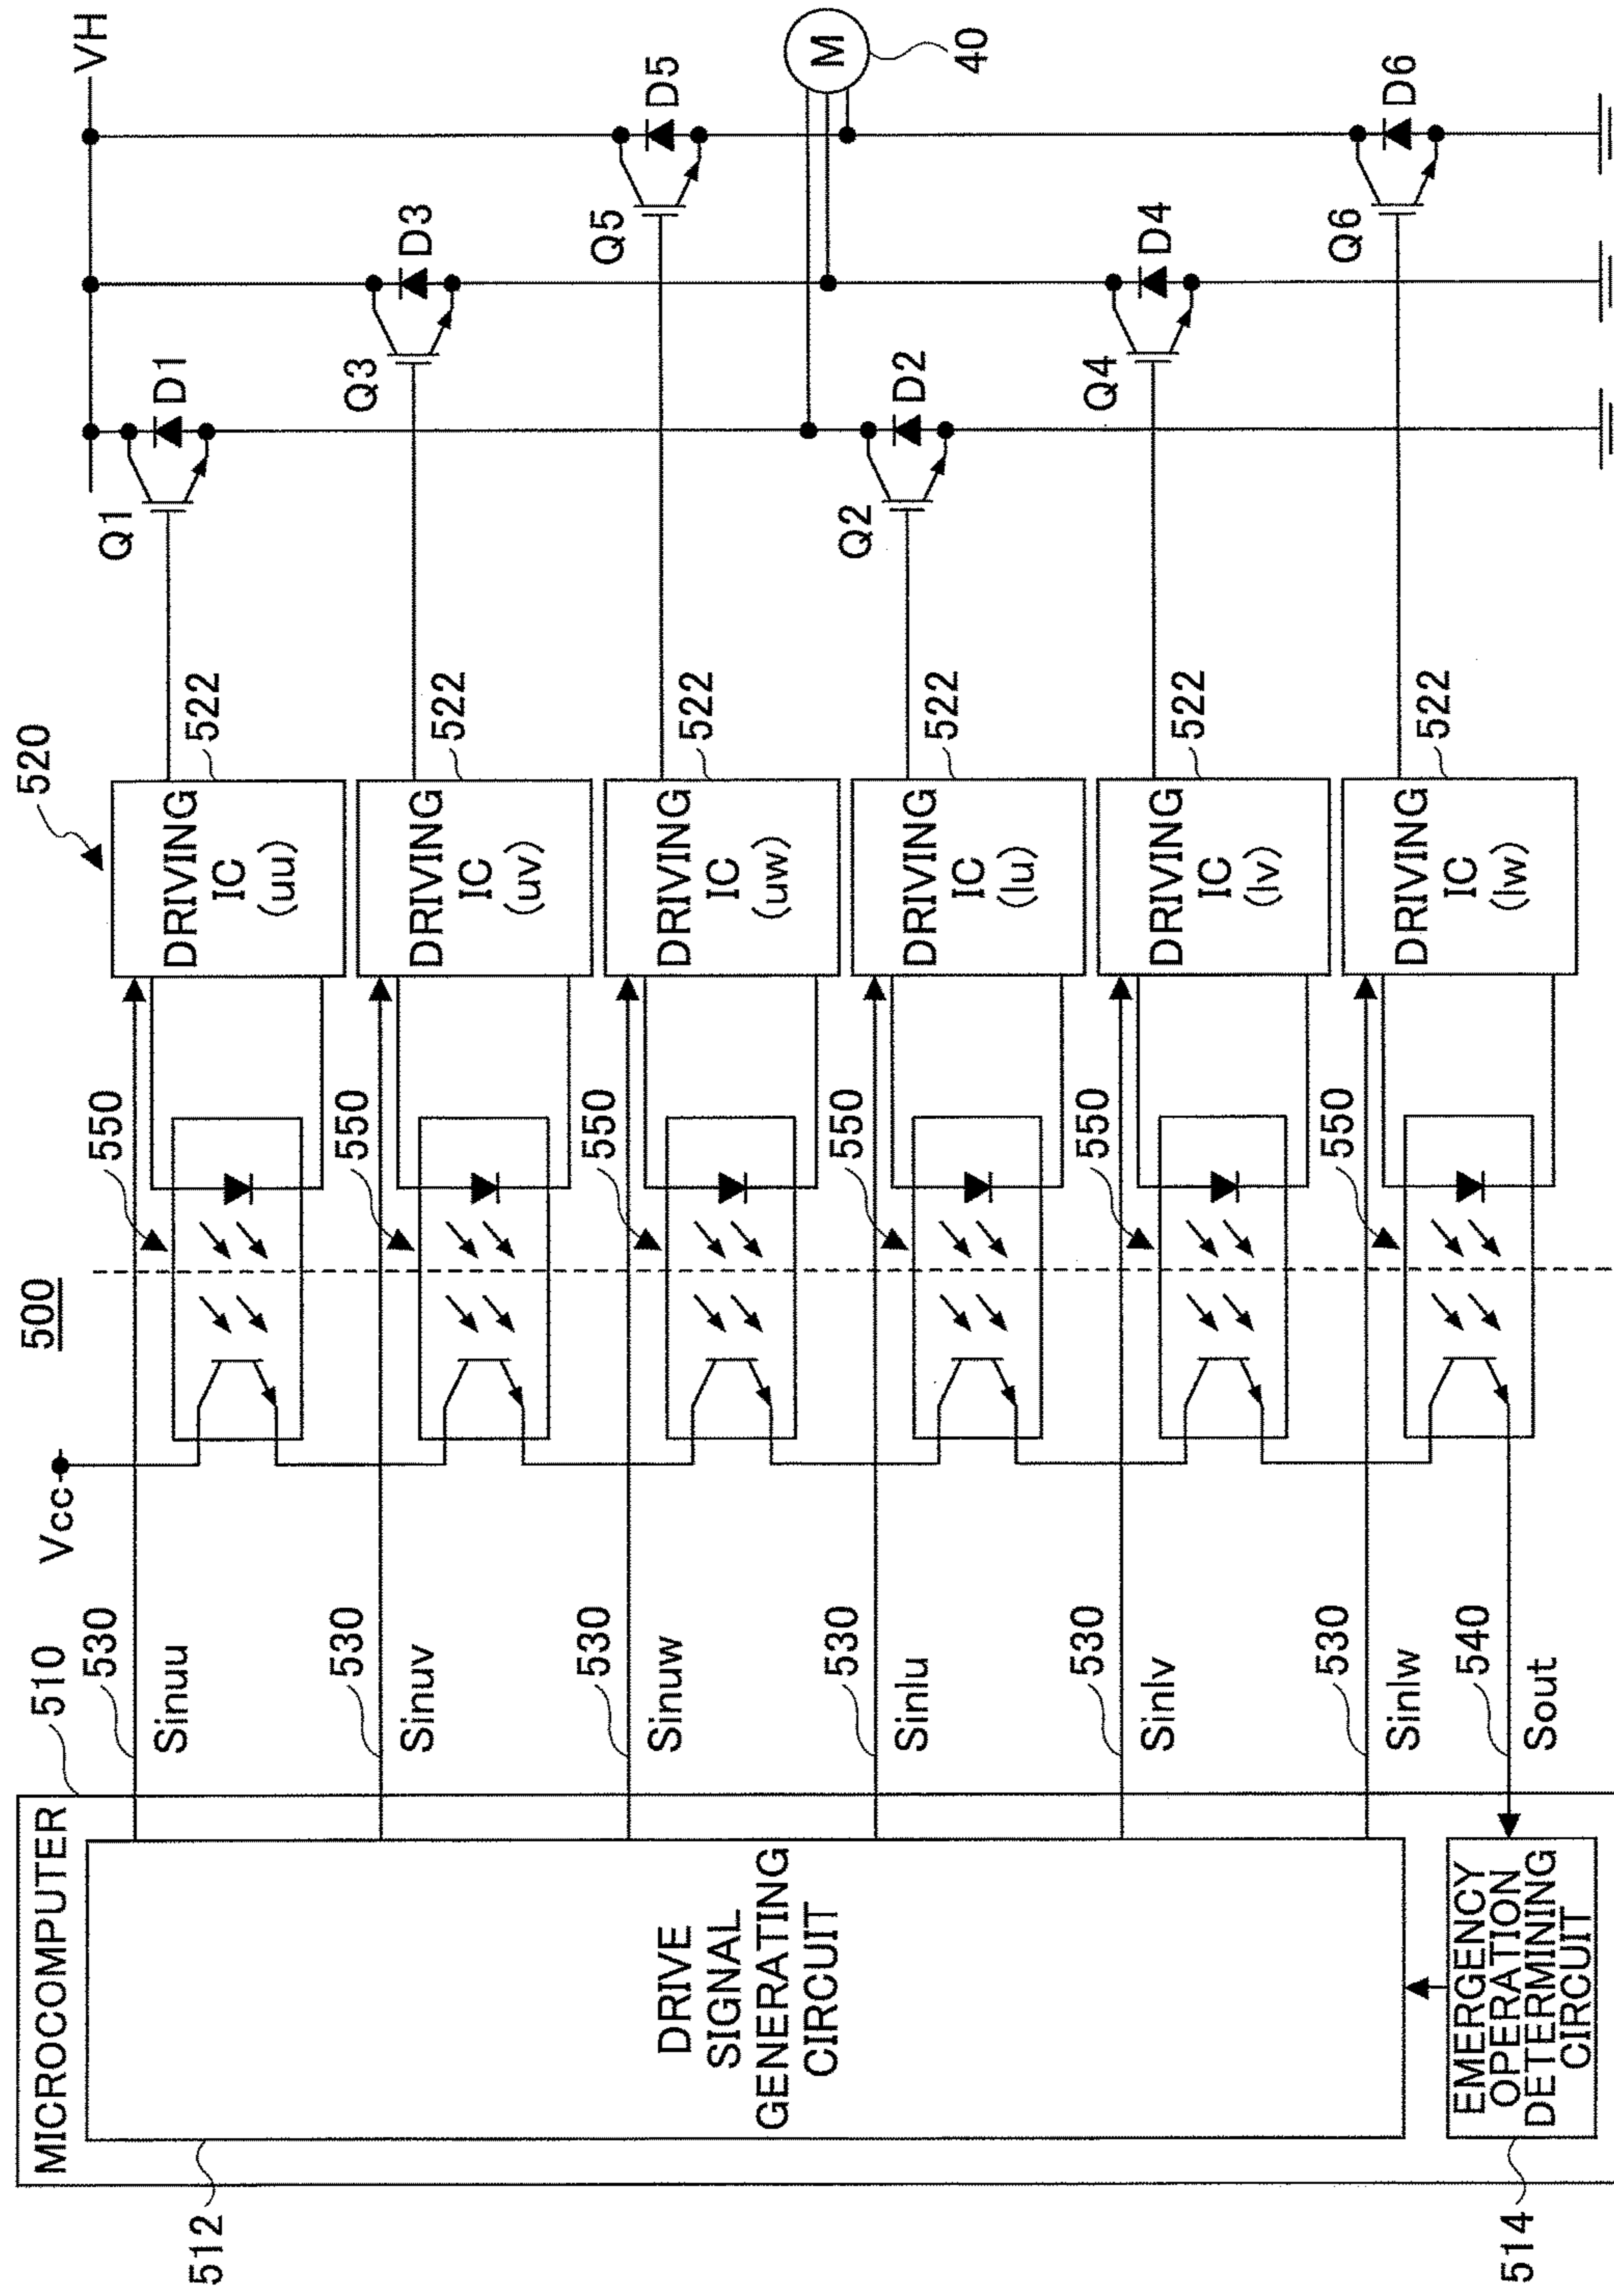 500
MICROCOMPUTER
510
512
DRIVE
SIGNAL
GENERATING
CIRCUIT
514
EMERGENCY
OPERATION
DETERMINING
CIRCUIT
Vcc
530
Sinuu
530
Sinuv
530
Sinuw
530
Sinlu
530
Sinlv
530
Sinlw
540
Sout
550
550
550
550
550
550
520
DRIVING
IC
(uu)
522
DRIVING
IC
(uv)
522
DRIVING
IC
(uw)
522
DRIVING
IC
(lu)
522
DRIVING
IC
(lv)
522
DRIVING
IC
(lw)
522
VH
Q1
D1
Q3
D3
Q5
D5
M
40
Q2
D2
Q4
D4
Q6
D6